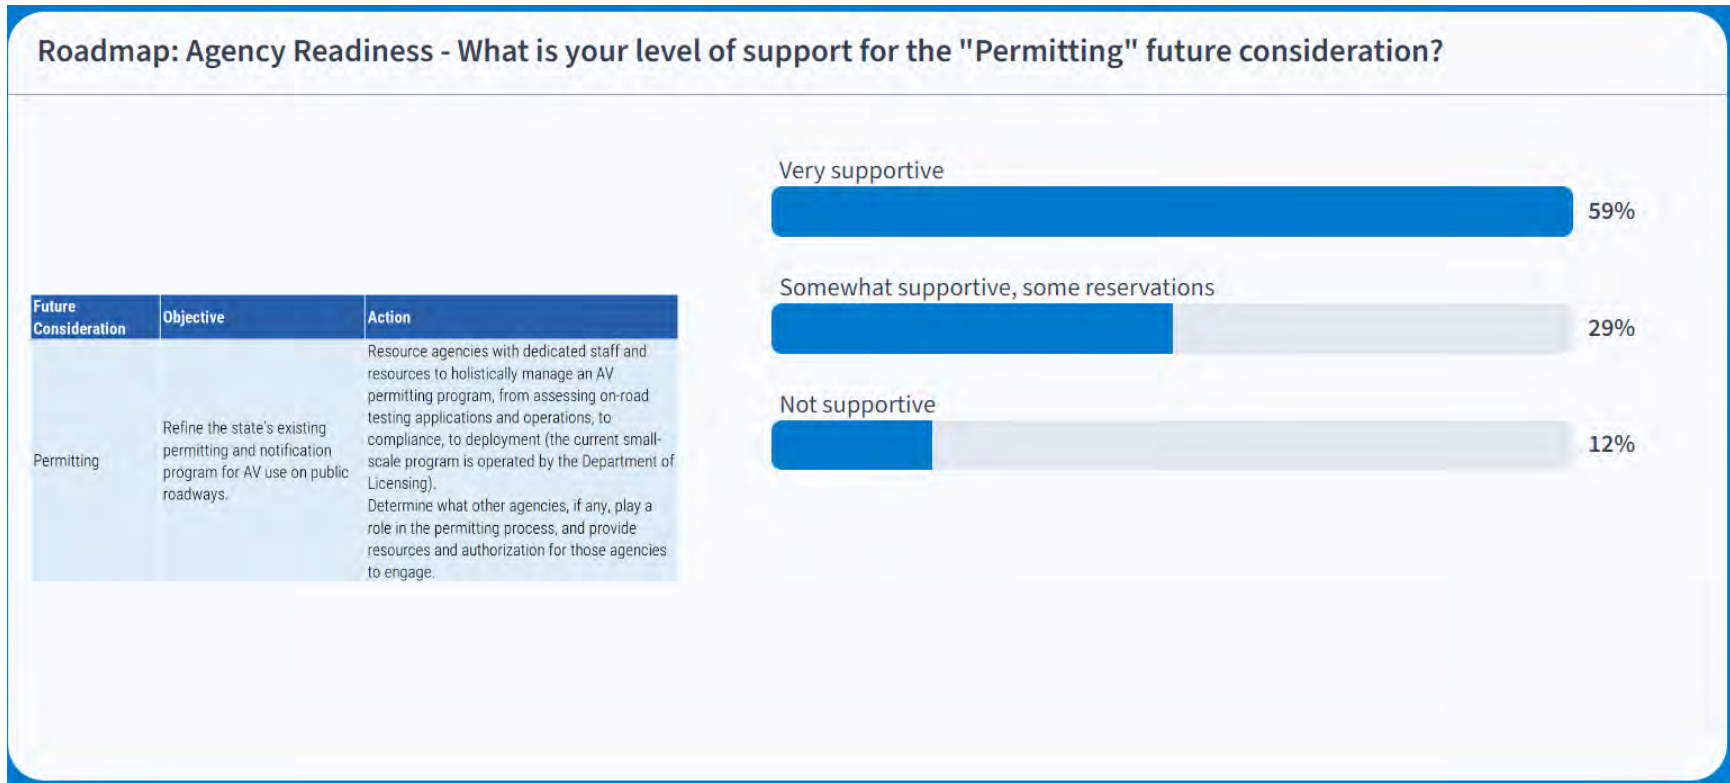 Roadmap: Agency Readiness - What is your level of support for the "Permitting" future consideration?
Future
Consideration
Objective
Action
Permitting
Refine the state's existing
permitting and notification
program for AV use on public
roadways.
Resource agencies with dedicated staff and
resources to holistically manage an AV
permitting program, from assessing on-road
testing applications and operations, to
compliance, to deployment (the current small-
scale program is operated by the Department of
Licensing).
Determine what other agencies, if any, play a
role in the permitting process, and provide
resources and authorization for those agencies
to engage.
Very supportive
59%
Somewhat supportive, some reservations
29%
Not supportive
12%